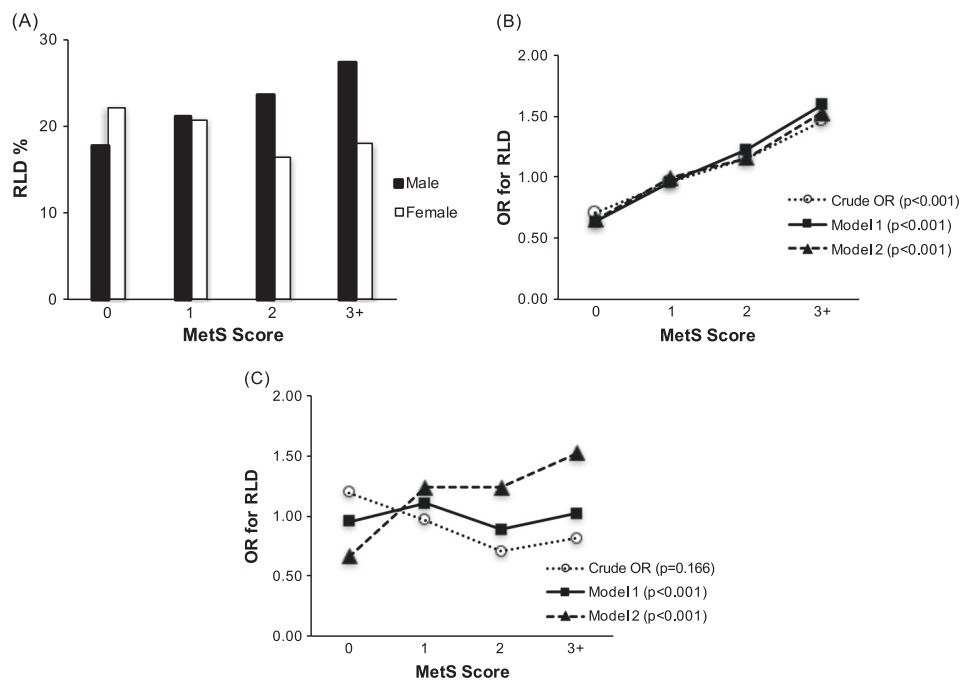 (A)
30
20
10
0
RLD %
0 1 2 3+
MetS Score
Male
Female
(B)
2.00
1.50
1.00
0.50
0.00
OR for RLD
0 1 2 3+
MetS Score
Crude OR (p<0.001)
Model 1 (p<0.001)
Model 2 (p<0.001)
(C)
2.00
1.50
1.00
0.50
0.00
OR for RLD
0 1 2 3+
MetS Score
Crude OR (p=0.166)
Model 1 (p<0.001)
Model 2 (p<0.001)